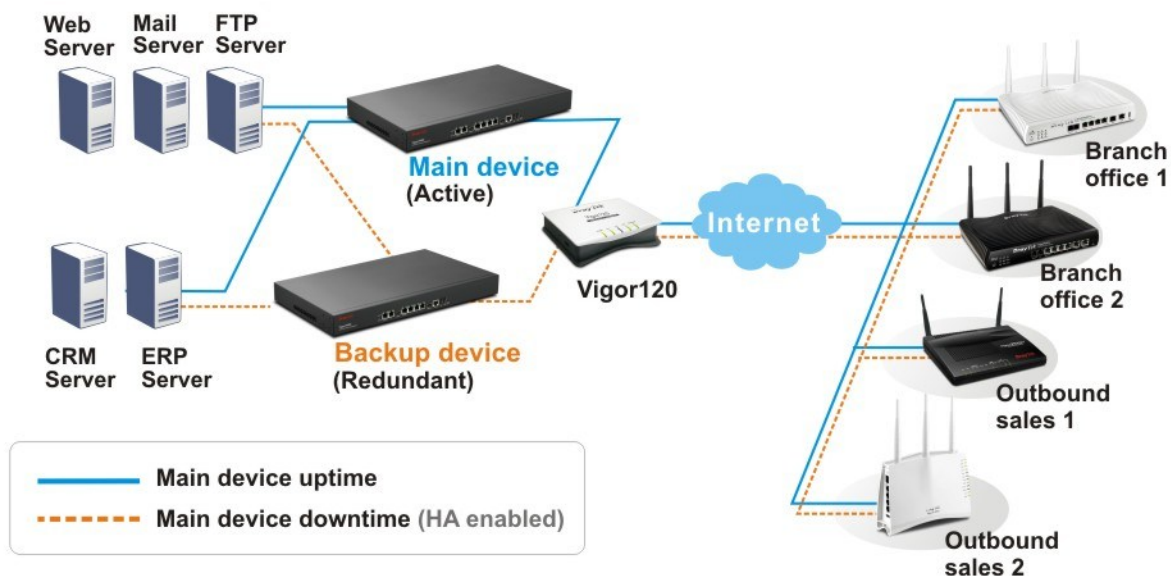 Web
Server
Mail
Server
FTP
Server
Main device
(Active)
Branch
office 1
Internet
Vigor120
Branch
office 2
CRM
Server
ERP
Server
Backup device
(Redundant)
Outbound
sales 1
Main device uptime
Main device downtime (HA enabled)
Outbound
sales 2